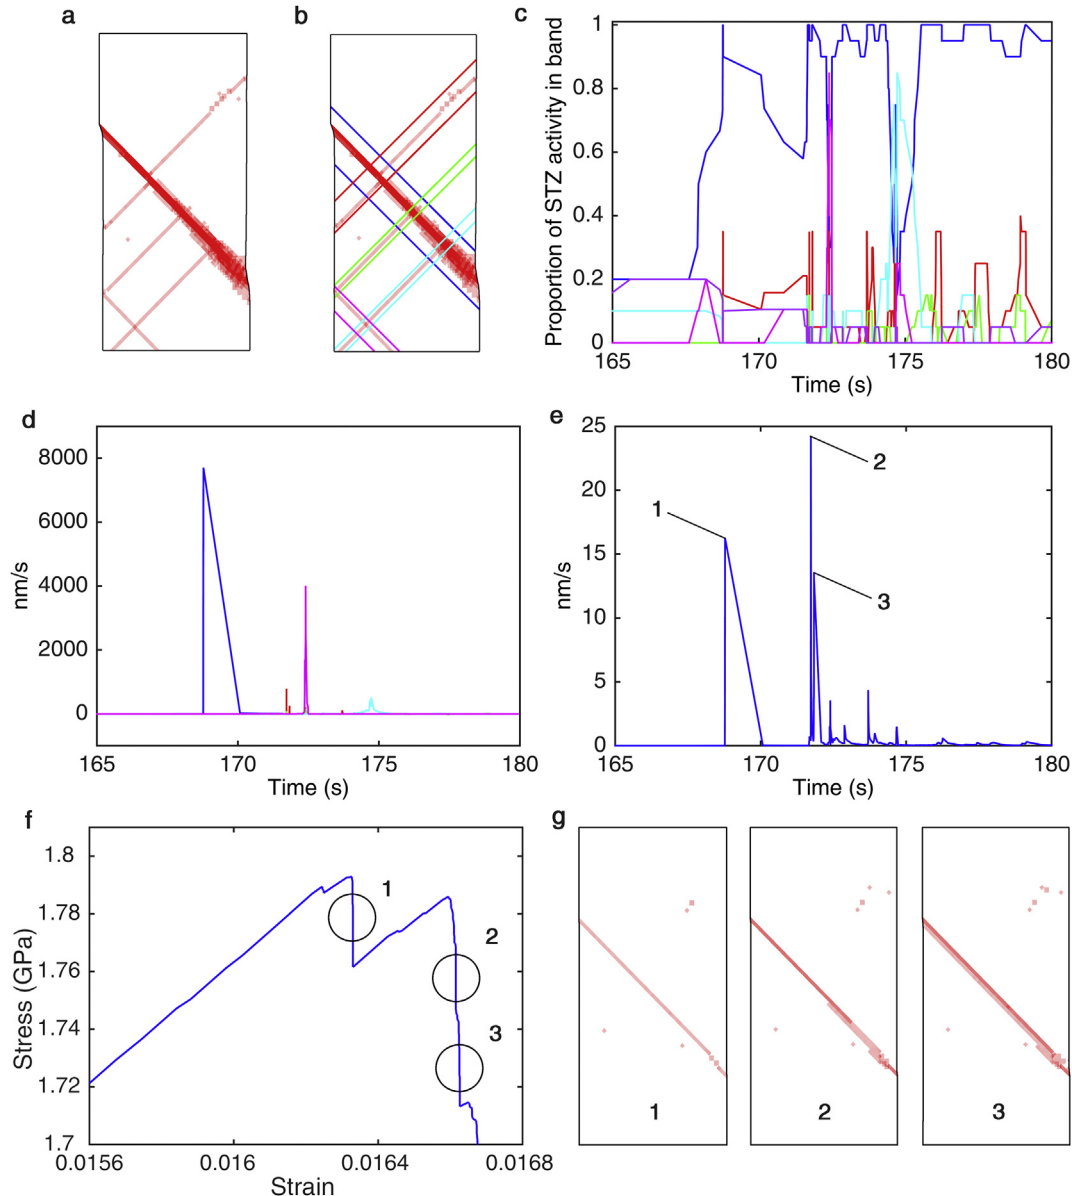 a
b
c
Proportion of STZ activity in band
1
0.8
0.6
0.4
0.2
0
165 170 175 180
Time (s)
d
nm/s
8000
6000
4000
2000
0
165 170 175 180
Time (s)
e
nm/s
25
20
15
10
5
0
1
2
3
165 170 175 180
Time (s)
f
Stress (GPa)
1.8
1.78
1.76
1.74
1.72
1.7
1
2
3
0.0156 0.016 0.0164 0.0168
Strain
g
1
2
3